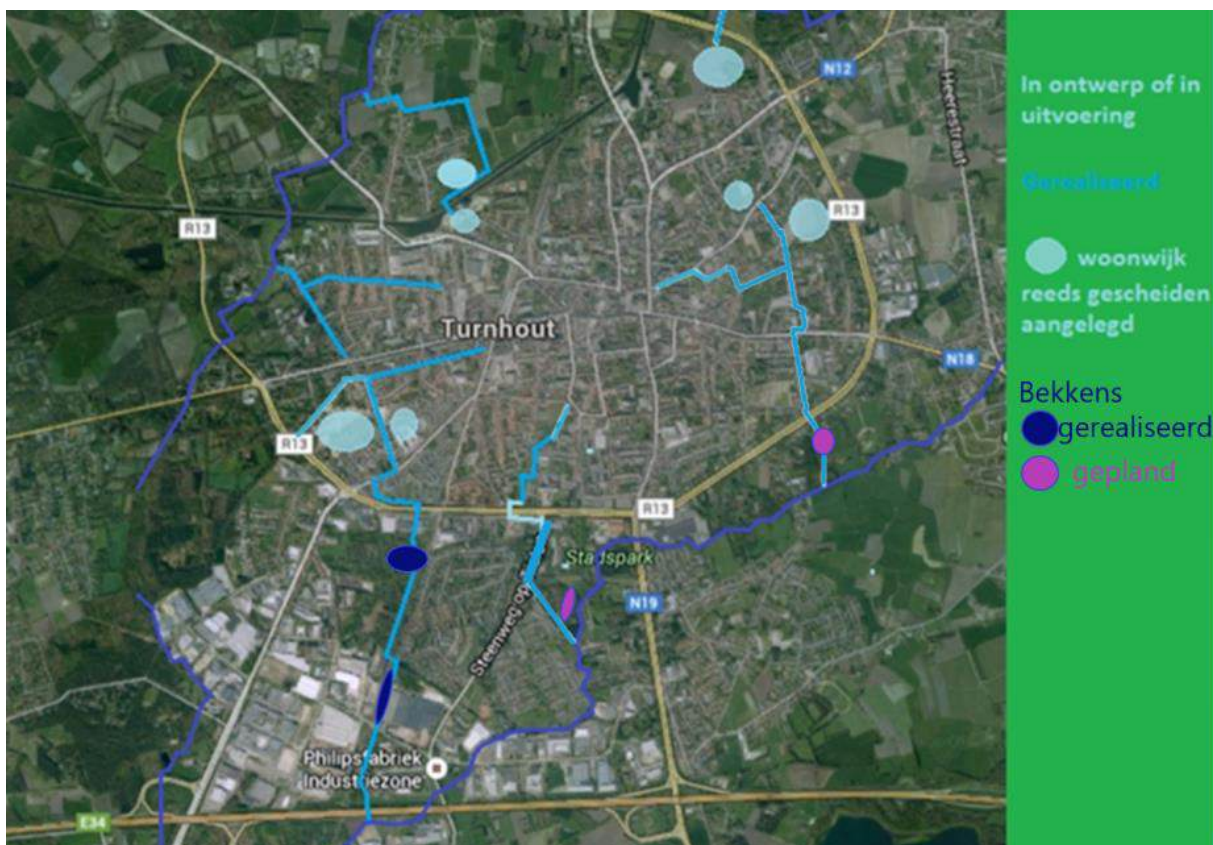 N12
Heerestraat
R13
R13
Turnhout
N18
R13
R13
Stadspark
N19
Steenweg op
Philipsfabriek
Industriezone
E34
In ontwerp of in
uitvoering
Gerealiseerd
woonwijk
reeds gescheiden
aangelegd
Bekkens
gerealiseerd
gepland